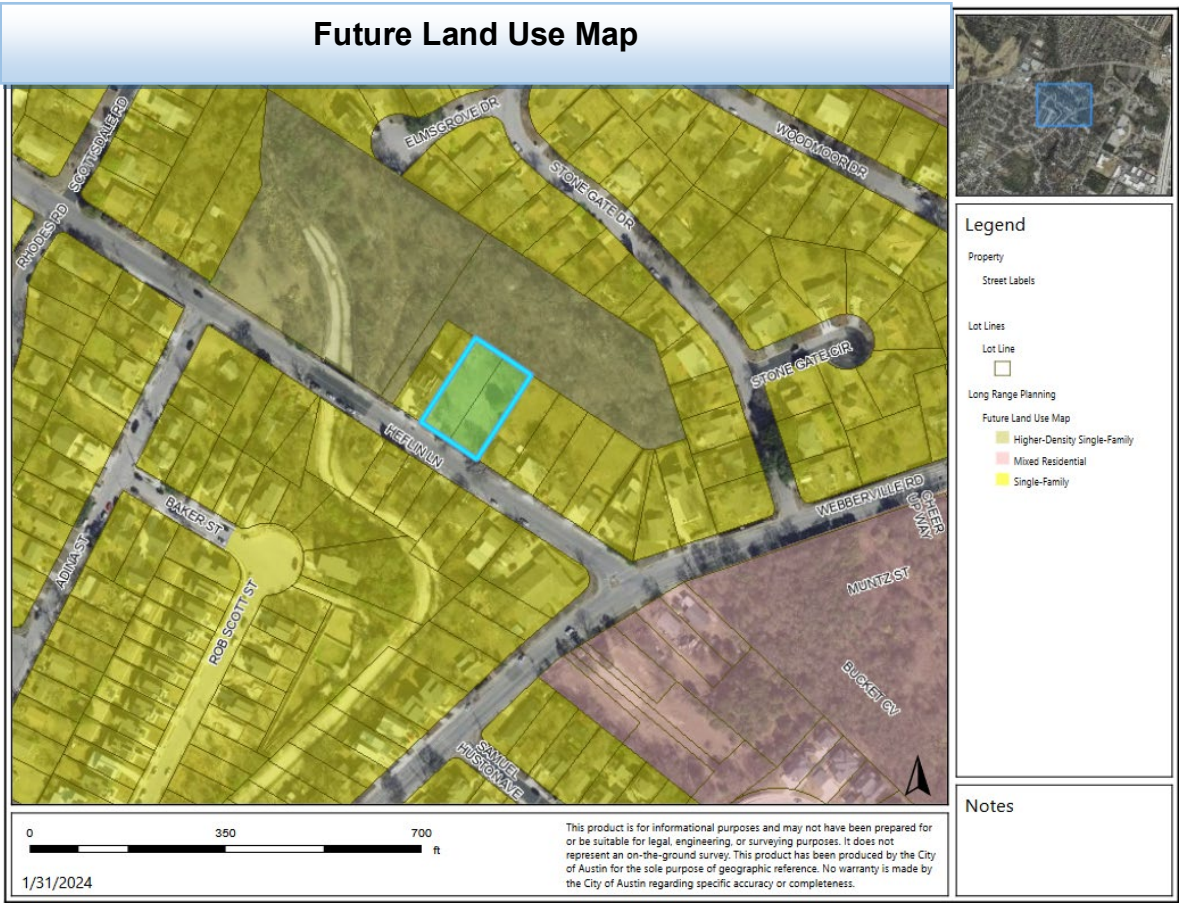 Future Land Use Map
SCOTTSDALE RD
RHODES RD
ELMSGROVE DR
STONE GATE DR
WOODMOOR DR
STONE GATE CIR
HEFLIN LN
WEBBERVILLE RD
CHEER
UP WAY
BAKER ST
ADINA ST
ROB SCOTT ST
MUNTZ ST
BUCKET CV
SAMUEL
HUSTON AVE
Legend
Property
Street Labels
Lot Lines
Lot Line
Long Range Planning
Future Land Use Map
Higher-Density Single-Family
Mixed Residential
Single-Family
Notes
0 350 700
ft
1/31/2024
This product is for informational purposes and may not have been prepared for
or be suitable for legal, engineering, or surveying purposes. It does not
represent an on-the-ground survey. This product has been produced by the City
of Austin for the sole purpose of geographic reference. No warranty is made by
the City of Austin regarding specific accuracy or completeness.